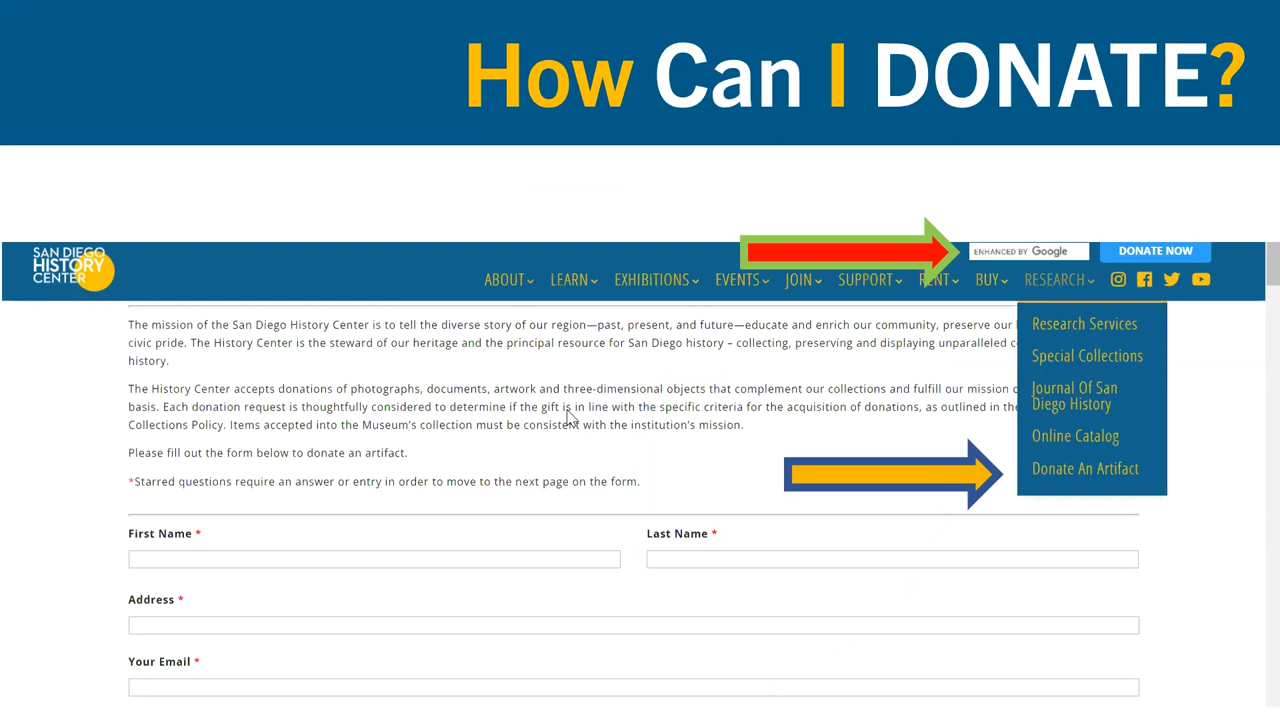 How Can I DONATE?
SAN DIEGO
HISTORY
CENTER
ENHANCED BY Google
DONATE NOW
ABOUT LEARN EXHIBITIONS EVENTS JOIN SUPPORT RENT BUY RESEARCH
Research Services
Special Collections
Journal Of San
Diego History
Online Catalog
Donate An Artifact
The mission of the San Diego History Center is to tell the diverse story of our region—past, present, and future—educate and enrich our community, preserve our
civic pride. The History Center is the steward of our heritage and the principal resource for San Diego history – collecting, preserving and displaying unparalleled
history.
The History Center accepts donations of photographs, documents, artwork and three-dimensional objects that complement our collections and fulfill our mission
basis. Each donation request is thoughtfully considered to determine if the gift is in line with the specific criteria for the acquisition of donations, as outlined in the
Collections Policy. Items accepted into the Museum's collection must be consistent with the institution's mission.
Please fill out the form below to donate an artifact.
*Starred questions require an answer or entry in order to move to the next page on the form.
First Name *
Last Name *
Address *
Your Email *